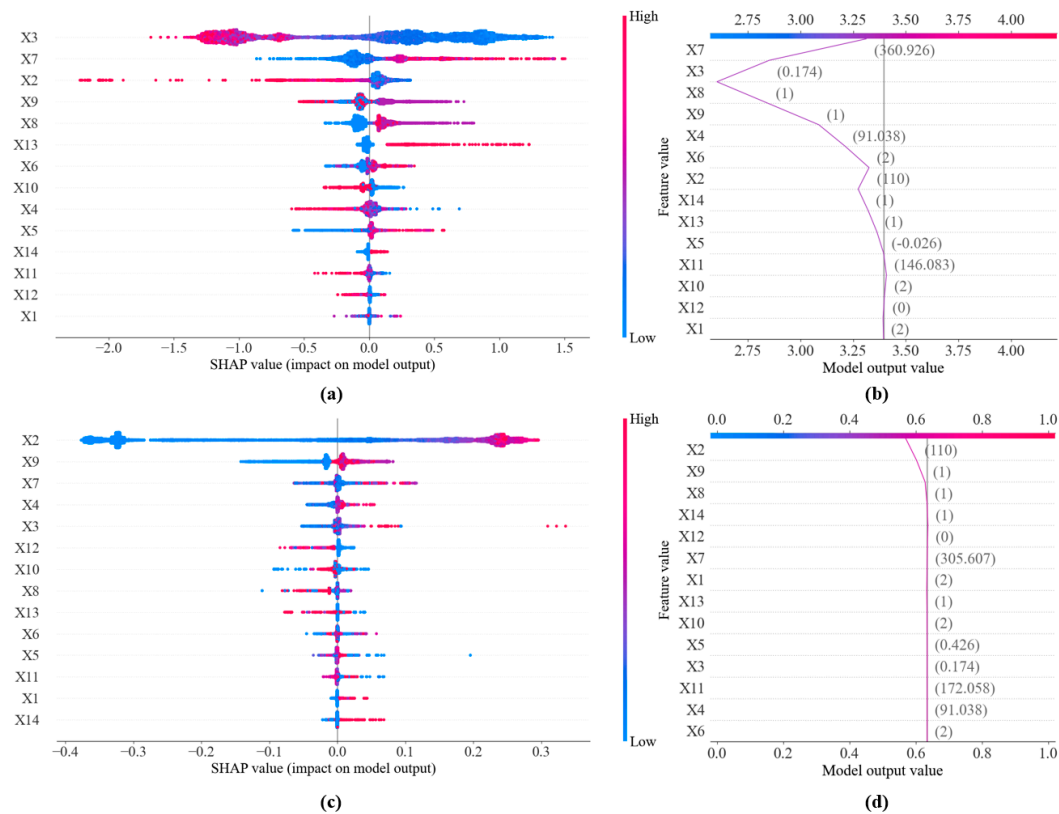 High
2.75 3.00 3.25 3.50 3.75 4.00
X3
X7
X2
X9
X8
X13
X6
X10
X4
X5
X14
X11
X12
X1
−2.0 −1.5 −1.0 −0.5 0.0 0.5 1.0 1.5
SHAP value (impact on model output)
(a)
Feature value
Low
X7 (360.926)
X3 (0.174)
X8 (1)
X9 (1)
X4 (91.038)
X6 (2)
X2 (110)
X14 (1)
X13 (1)
X5 (-0.026)
X11 (146.083)
X10 (2)
X12 (0)
X1 (2)
2.75 3.00 3.25 3.50 3.75 4.00
Model output value
(b)
High
0.0 0.2 0.4 0.6 0.8 1.0
X2
X9
X7
X4
X3
X12
X10
X8
X13
X6
X5
X11
X1
X14
−0.4 −0.3 −0.2 −0.1 0.0 0.1 0.2 0.3
SHAP value (impact on model output)
(c)
Feature value
Low
X2 (110)
X9 (1)
X8 (1)
X14 (1)
X12 (0)
X7 (305.607)
X1 (2)
X13 (1)
X10 (2)
X5 (0.426)
X3 (0.174)
X11 (172.058)
X4 (91.038)
X6 (2)
0.0 0.2 0.4 0.6 0.8 1.0
Model output value
(d)